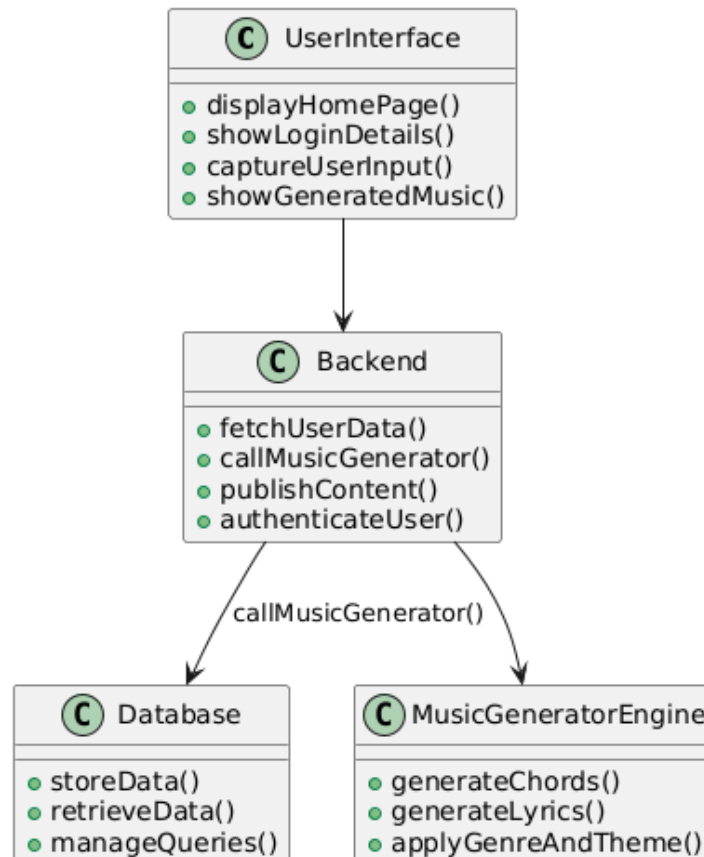 C UserInterface
displayHomePage()
showLoginDetails()
captureUserInput()
showGeneratedMusic()
C Backend
fetchUserData()
callMusicGenerator()
publishContent()
authenticateUser()
callMusicGenerator()
C Database
storeData()
retrieveData()
manageQueries()
C MusicGeneratorEngine
generateChords()
generateLyrics()
applyGenreAndTheme()